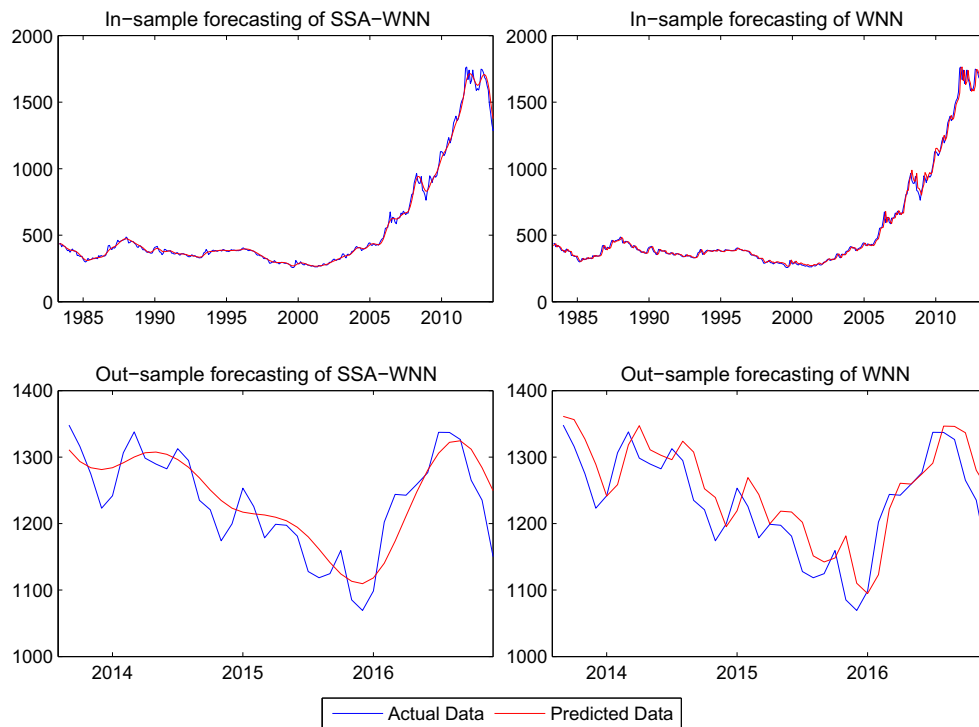 In−sample forecasting of SSA−WNN
2000
1500
1000
500
0
1985 1990 1995 2000 2005 2010
In−sample forecasting of WNN
2000
1500
1000
500
0
1985 1990 1995 2000 2005 2010
Out−sample forecasting of SSA−WNN
1400
1300
1200
1100
1000
2014 2015 2016
Out−sample forecasting of WNN
1400
1300
1200
1100
1000
2014 2015 2016
Actual Data Predicted Data